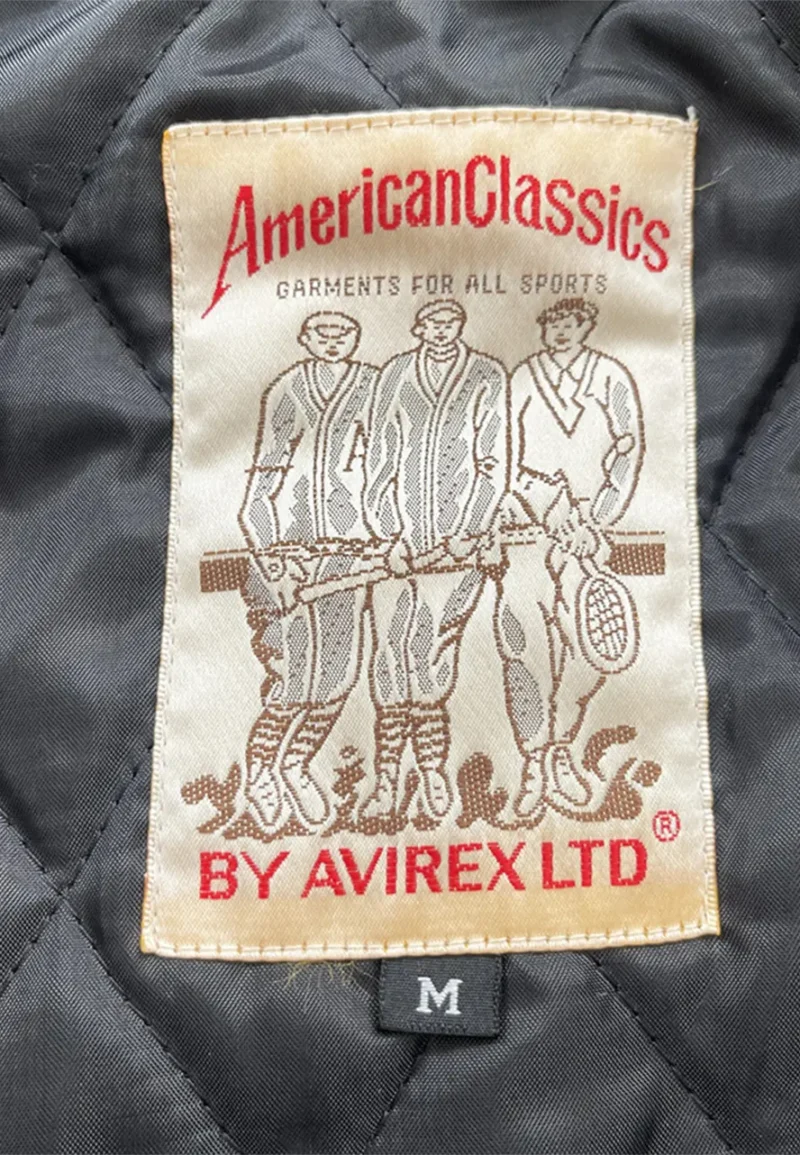 AmericanClassics
GARMENTS FOR ALL SPORTS
A
BY AVIREX LTD ®
M